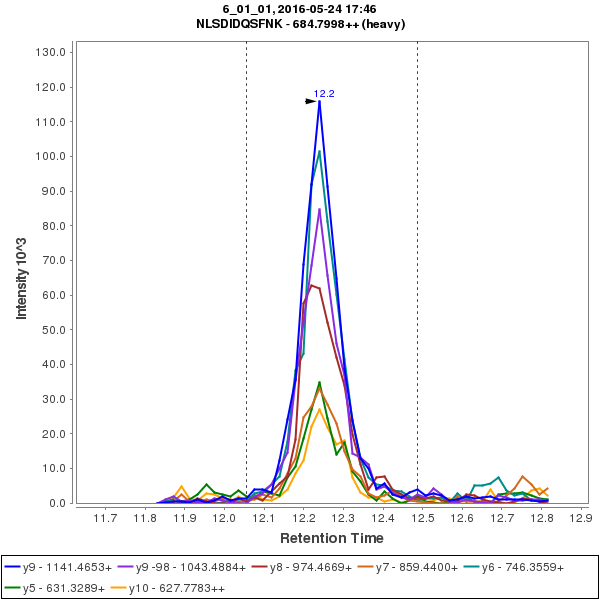 6_01_01, 2016-05-24 17:46
NLSDIDQSFNK - 684.7998++ (heavy)
130.0
120.0
110.0
100.0
90.0
80.0
70.0
60.0
50.0
40.0
30.0
20.0
10.0
0.0
Intensity 10^3
12.2
11.7 11.8 11.9 12.0 12.1 12.2 12.3 12.4 12.5 12.6 12.7 12.8 12.9
Retention Time
y9 - 1141.4653+ y9 -98 - 1043.4884+ y8 - 974.4669+ y7 - 859.4400+ y6 - 746.3559+
y5 - 631.3289+ y10 - 627.7783++